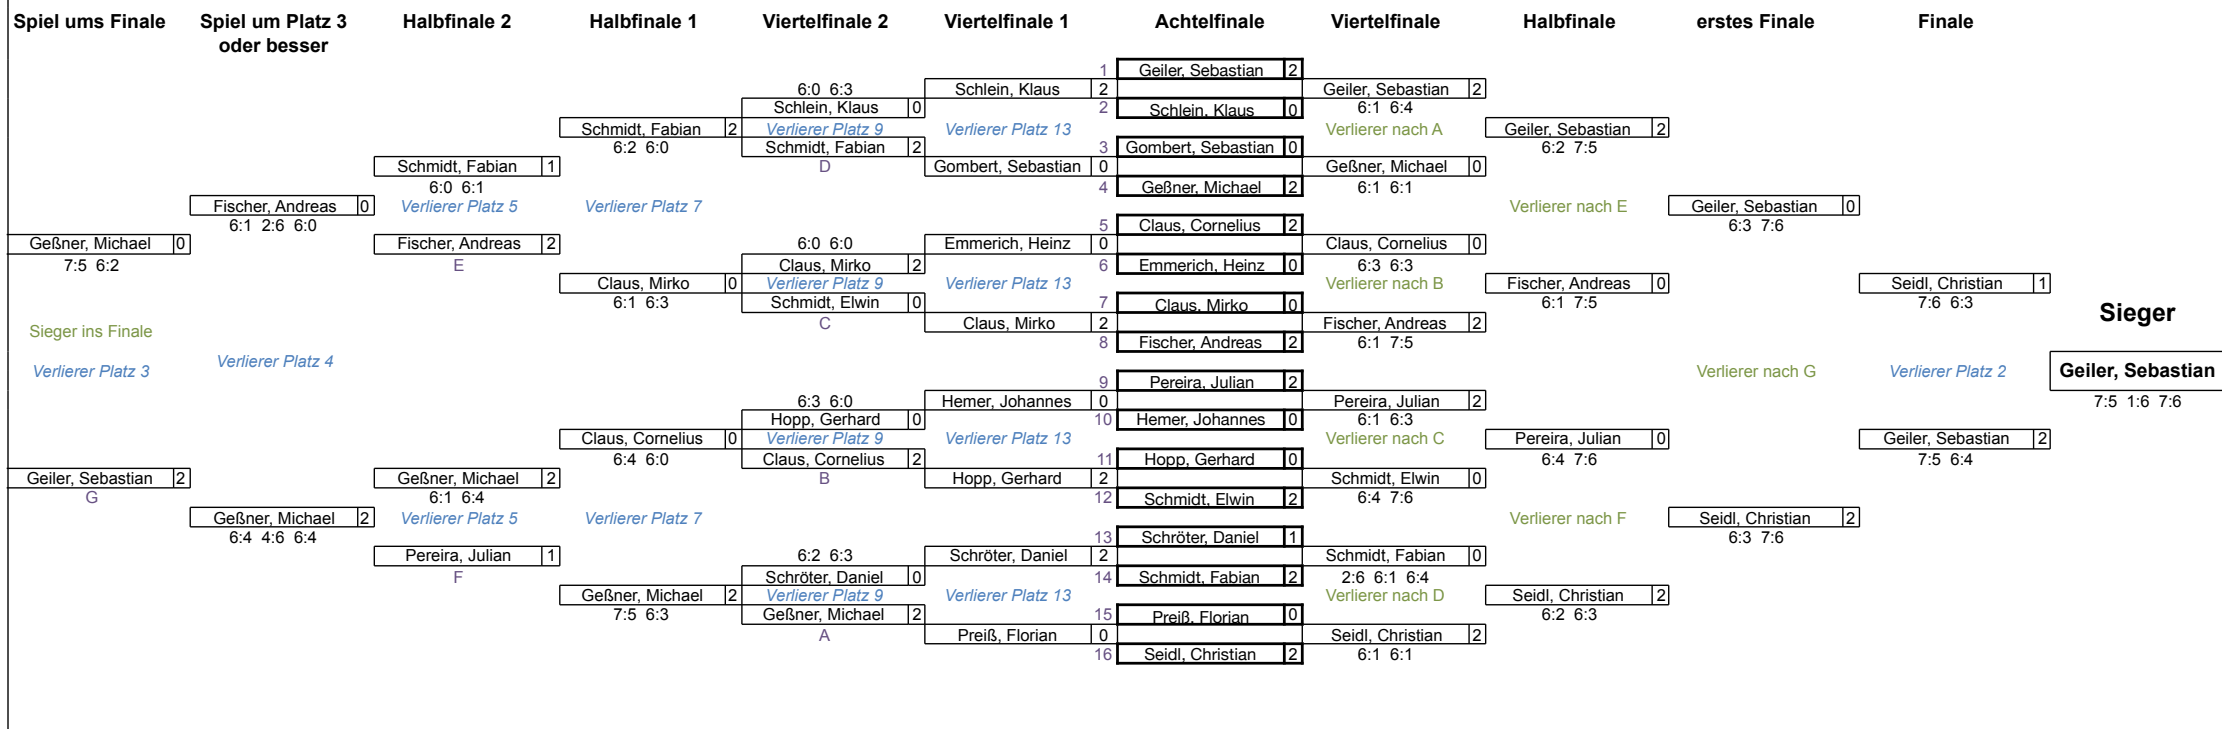 Spiel ums Finale Spiel um Platz 3 Halbfinale 2 Halbfinale 1 Viertelfinale 2 Viertelfinale 1 Achtelfinale Viertelfinale Halbfinale erstes Finale Finale
oder besser
1 Geiler, Sebastian 2
6:0 6:3 Schlein, Klaus 2 Geiler, Sebastian 2
Schlein, Klaus 0 2 Schlein, Klaus 0 6:1 6:4
Schmidt, Fabian 2 Verlierer Platz 9 Verlierer Platz 13 Verlierer nach A Geiler, Sebastian 2
6:2 6:0 Schmidt, Fabian 2 3 Gombert, Sebastian 0 6:2 7:5
Schmidt, Fabian 1 D Gombert, Sebastian 0 Geßner, Michael 0
6:0 6:1 4 Geßner, Michael 2 6:1 6:1
Fischer, Andreas 0 Verlierer Platz 5 Verlierer Platz 7 Verlierer nach E Geiler, Sebastian 0
6:1 2:6 6:0 5 Claus, Cornelius 2 6:3 7:6
Geßner, Michael 0 Fischer, Andreas 2 6:0 6:0 Emmerich, Heinz 0 Claus, Cornelius 0
7:5 6:2 E Claus, Mirko 2 6 Emmerich, Heinz 0 6:3 6:3
Claus, Mirko 0 Verlierer Platz 9 Verlierer Platz 13 Verlierer nach B Fischer, Andreas 0 Seidl, Christian 1
6:1 6:3 Schmidt, Elwin 0 7 Claus, Mirko 0 6:1 7:5 7:6 6:3
Sieger
C Claus, Mirko 2 Fischer, Andreas 2
Sieger ins Finale
8 Fischer, Andreas 2 6:1 7:5
Verlierer Platz 4
Verlierer Platz 3 Verlierer nach G Verlierer Platz 2 Geiler, Sebastian
9 Pereira, Julian 2
6:3 6:0 Hemer, Johannes 0 Pereira, Julian 2 7:5 1:6 7:6
Hopp, Gerhard 0 10 Hemer, Johannes 0 6:1 6:3
Claus, Cornelius 0 Verlierer Platz 9 Verlierer Platz 13 Verlierer nach C Pereira, Julian 0 Geiler, Sebastian 2
6:4 6:0 Claus, Cornelius 2 11 Hopp, Gerhard 0 6:4 7:6 7:5 6:4
Geiler, Sebastian 2 Geßner, Michael 2 B Hopp, Gerhard 2 Schmidt, Elwin 0
G 6:1 6:4 12 Schmidt, Elwin 2 6:4 7:6
Geßner, Michael 2 Verlierer Platz 5 Verlierer Platz 7 Verlierer nach F Seidl, Christian 2
6:4 4:6 6:4 13 Schröter, Daniel 1 6:3 7:6
Pereira, Julian 1 6:2 6:3 Schröter, Daniel 2 Schmidt, Fabian 0
F Schröter, Daniel 0 14 Schmidt, Fabian 2 2:6 6:1 6:4
Geßner, Michael 2 Verlierer Platz 9 Verlierer Platz 13 Verlierer nach D Seidl, Christian 2
7:5 6:3 Geßner, Michael 2 15 Preiß, Florian 0 6:2 6:3
A Preiß, Florian 0 Seidl, Christian 2
16 Seidl, Christian 2 6:1 6:1